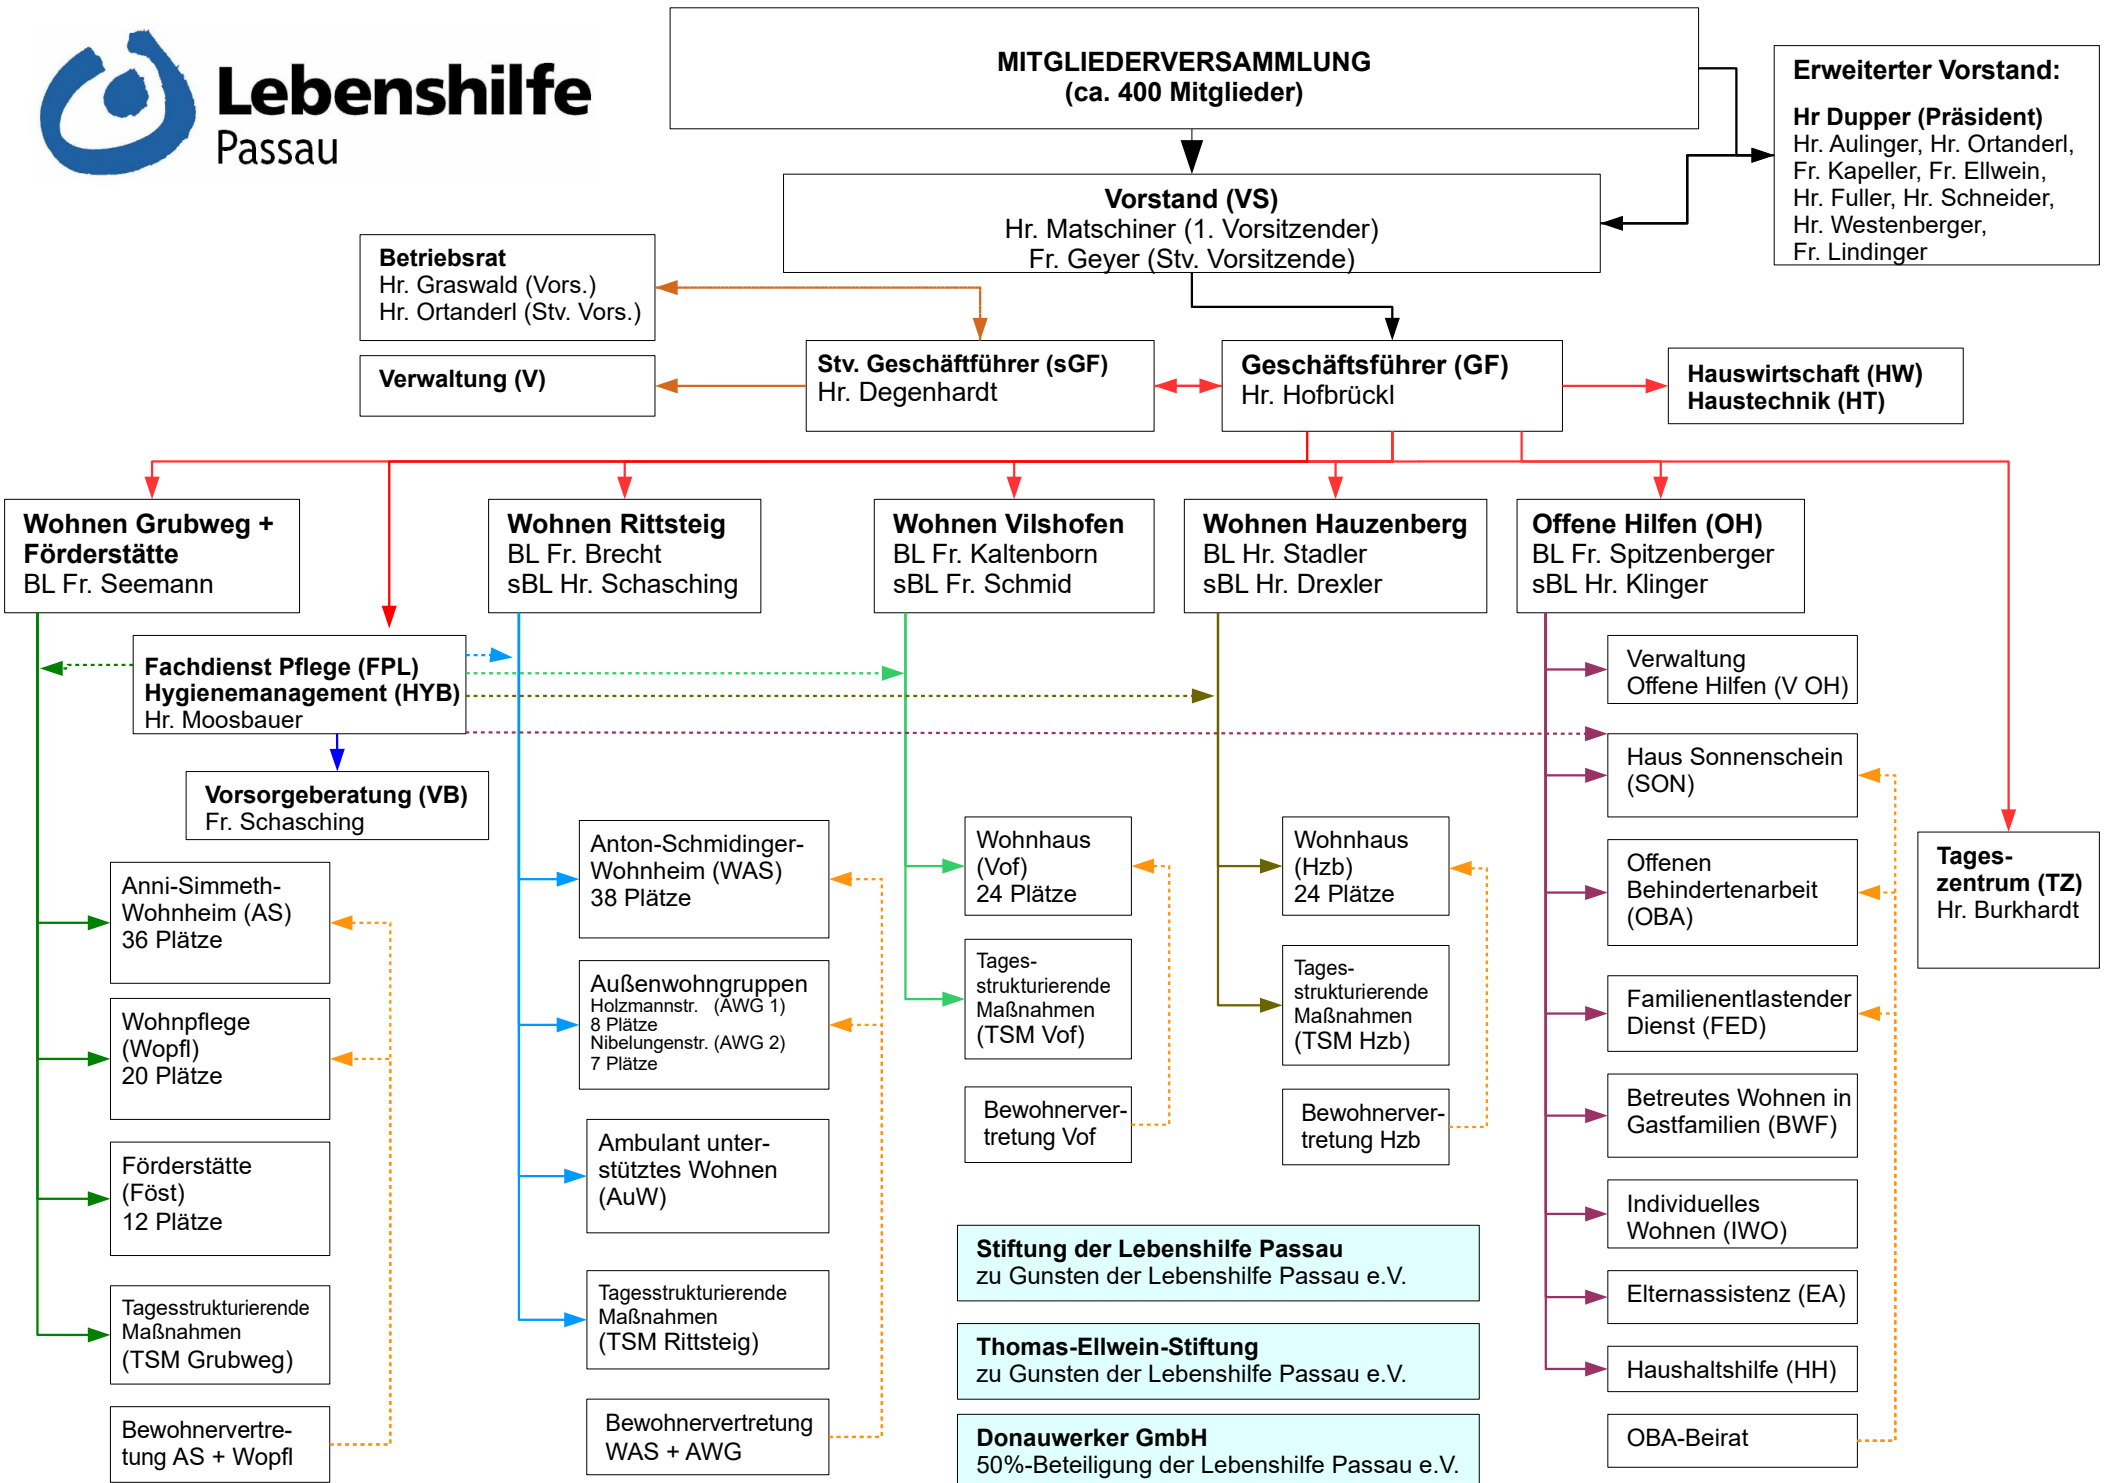 Lebenshilfe
Passau
MITGLIEDERVERSAMMLUNG
(ca. 400 Mitglieder)
Erweiterter Vorstand:
Hr Dupper (Präsident)
Hr. Aulinger, Hr. Ortanderl,
Fr. Kapeller, Fr. Ellwein,
Hr. Fuller, Hr. Schneider,
Hr. Westenberger,
Fr. Lindinger
Vorstand (VS)
Hr. Matschiner (1. Vorsitzender)
Fr. Geyer (Stv. Vorsitzende)
Betriebsrat
Hr. Graswald (Vors.)
Hr. Ortanderl (Stv. Vors.)
Verwaltung (V)
Stv. Geschäftführer (sGF)
Hr. Degenhardt
Geschäftsführer (GF)
Hr. Hofbrückl
Hauswirtschaft (HW)
Haustechnik (HT)
Wohnen Grubweg +
Förderstätte
BL Fr. Seemann
Wohnen Rittsteig
BL Fr. Brecht
sBL Hr. Schasching
Wohnen Vilshofen
BL Fr. Kaltenborn
sBL Fr. Schmid
Wohnen Hauzenberg
BL Hr. Stadler
sBL Hr. Drexler
Offene Hilfen (OH)
BL Fr. Spitzenberger
sBL Hr. Klinger
Fachdienst Pflege (FPL)
Hygienemanagement (HYB)
Hr. Moosbauer
Vorsorgeberatung (VB)
Fr. Schasching
Anni-Simmeth-
Wohnheim (AS)
36 Plätze
Wohnpflege
(Wopfl)
20 Plätze
Förderstätte
(Föst)
12 Plätze
Tagesstrukturierende
Maßnahmen
(TSM Grubweg)
Bewohnervertre-
tung AS + Wopfl
Anton-Schmidinger-
Wohnheim (WAS)
38 Plätze
Außenwohngruppen
Holzmannstr. (AWG 1)
8 Plätze
Nibelungenstr. (AWG 2)
7 Plätze
Ambulant unter-
stütztes Wohnen
(AuW)
Tagesstrukturierende
Maßnahmen
(TSM Rittsteig)
Bewohnervertretung
WAS + AWG
Wohnhaus
(Vof)
24 Plätze
Tages-
strukturierende
Maßnahmen
(TSM Vof)
Bewohnerver-
tretung Vof
Wohnhaus
(Hzb)
24 Plätze
Tages-
strukturierende
Maßnahmen
(TSM Hzb)
Bewohnerver-
tretung Hzb
Stiftung der Lebenshilfe Passau
zu Gunsten der Lebenshilfe Passau e.V.
Thomas-Ellwein-Stiftung
zu Gunsten der Lebenshilfe Passau e.V.
Donauwerker GmbH
50%-Beteiligung der Lebenshilfe Passau e.V.
Verwaltung
Offene Hilfen (V OH)
Haus Sonnenschein
(SON)
Offenen
Behindertenarbeit
(OBA)
Familienentlastender
Dienst (FED)
Betreutes Wohnen in
Gastfamilien (BWF)
Individuelles
Wohnen (IWO)
Elternassistenz (EA)
Haushaltshilfe (HH)
OBA-Beirat
Tages-
zentrum (TZ)
Hr. Burkhardt